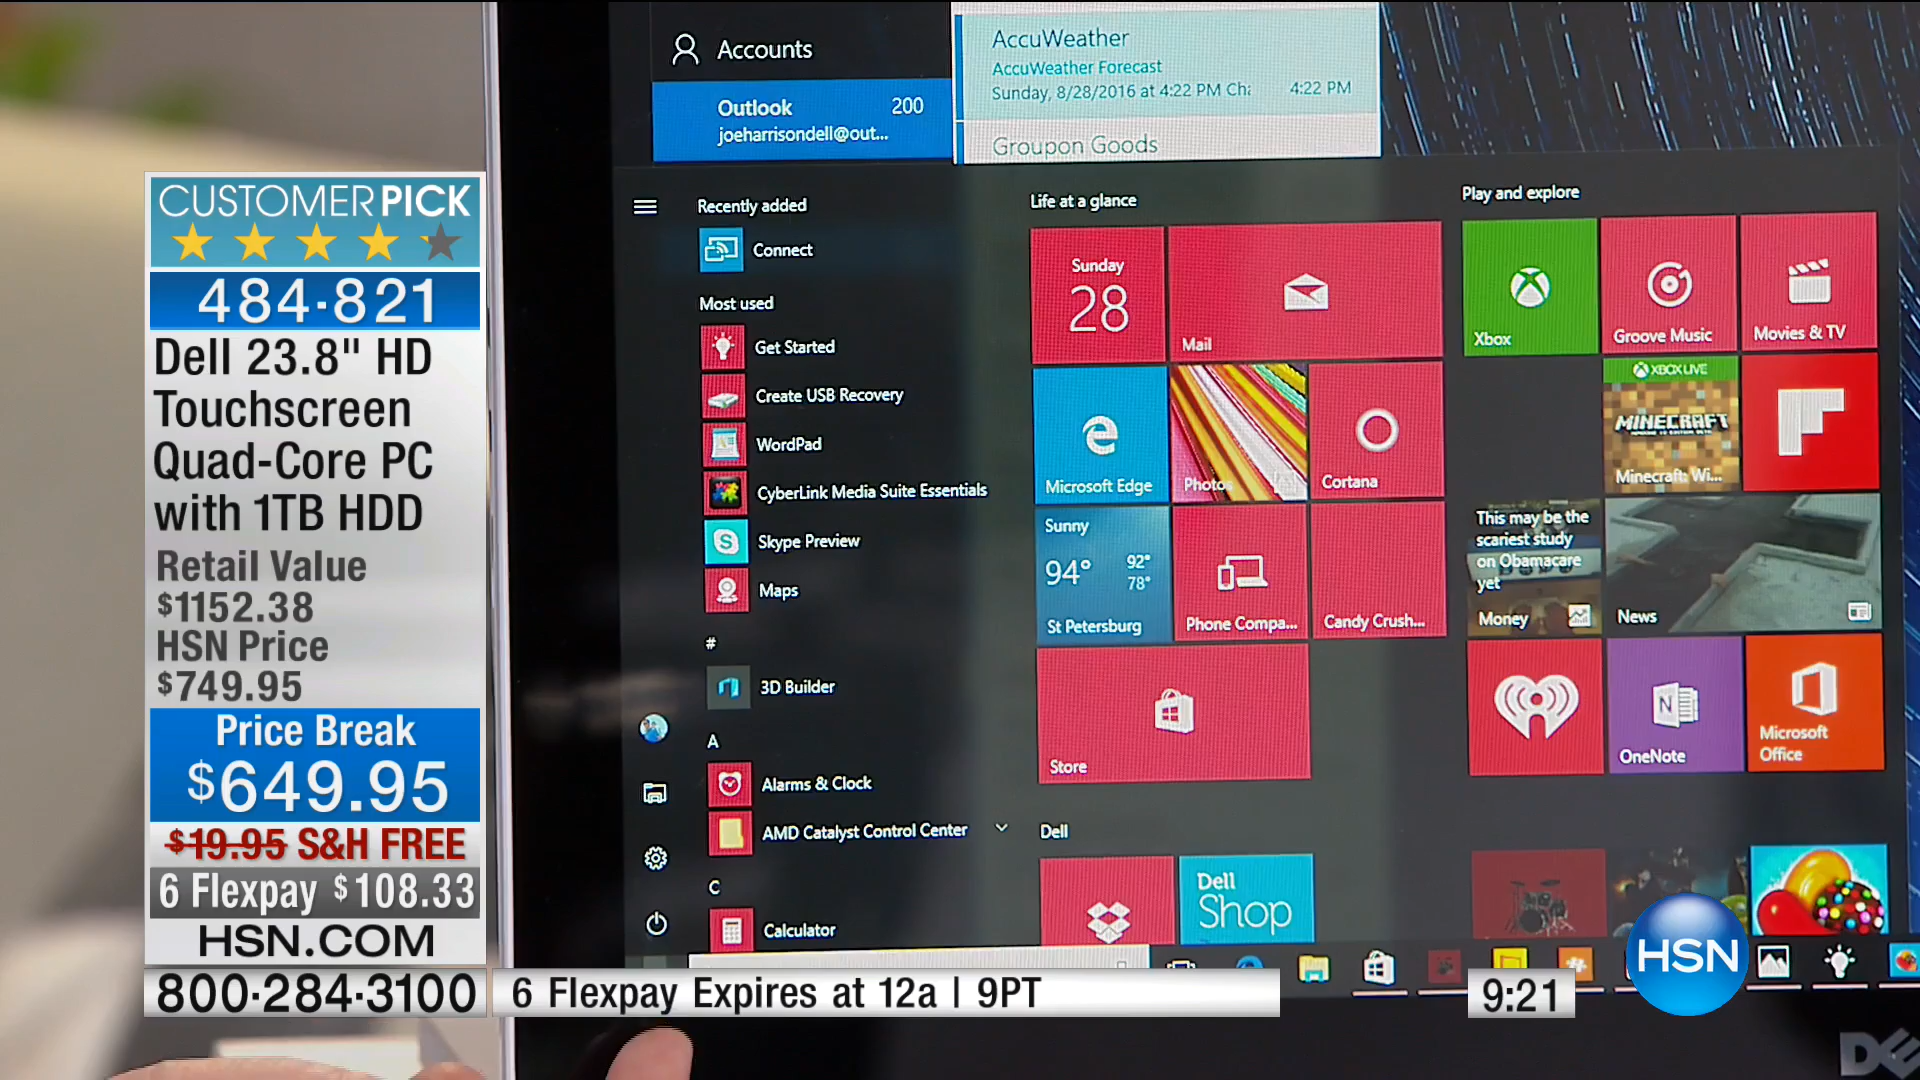 CUSTOMER PICK
484·821
Dell 23.8" HD
Touchscreen
Quad-Core PC
with 1TB HDD
Retail Value
$1152.38
HSN Price
$749.95
Price Break
$649.95
$19.95 S&H FREE
6 Flexpay $108.33
HSN.COM
800·284·3100
6 Flexpay Expires at 12a | 9PT
9:21
HSN
Accounts
Outlook 200
joeharrisondell@out...
AccuWeather
AccuWeather Forecast
Sunday, 8/28/2016 at 4:22 PM Cha 4:22 PM
Groupon Goods
Recently added
Connect
Most used
Get Started
Create USB Recovery
WordPad
CyberLink Media Suite Essentials
Skype Preview
Maps
#
3D Builder
A
Alarms & Clock
AMD Catalyst Control Center
C
Calculator
Life at a glance
Sunday
28
Mail
Microsoft Edge
Photos
Cortana
Sunny
94° 92°
78°
St Petersburg
Phone Compa...
Candy Crush...
Store
Dell
Dell
Shop
Play and explore
Xbox
Groove Music
Movies & TV
XBOX LIVE
MINECRAFT
Minecraft: Wi...
This may be the
scariest study
on Obamacare
yet
Money
News
N
OneNote
Microsoft
Office